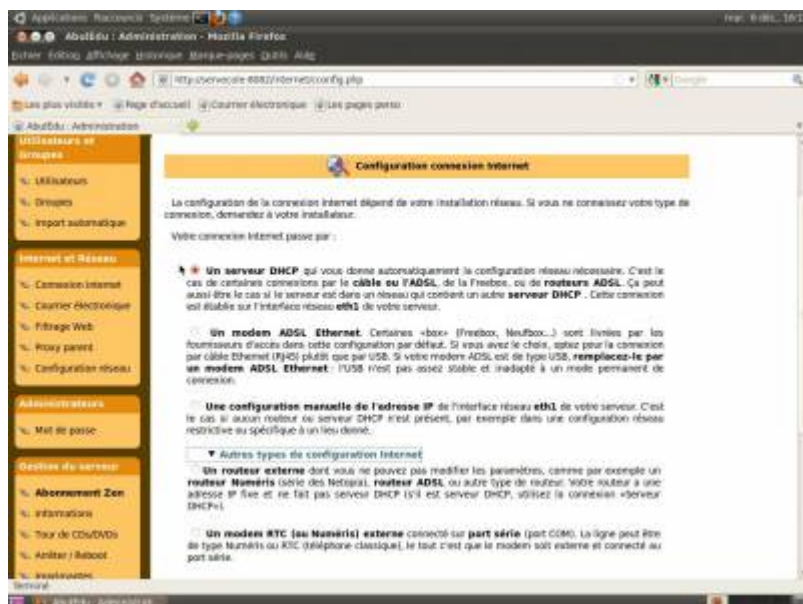 Applications Raccourcis Système
mar. 8 déc., 16:
AbulEdu : Administration - Mozilla Firefox
Fichier Édition Affichage Historique Marque-pages Outils Aide
http://servecole:8082/internet/config.php
Google
Les plus visités Page d'accueil Courrier électronique Les pages perso
AbulEdu : Administration
Utilisateurs et
Groupes
Utilisateurs
Groupes
Import automatique
Internet et Réseau
Connexion internet
Courrier électronique
Filtrage Web
Proxy parent
Configuration réseau
Administrateurs
Mot de passe
Gestion du serveur
Abonnement Zen
Informations
Tour de CDs/DVDs
Arrêter / Reboot
Imprimantes
Configuration connexion Internet
La configuration de la connexion internet dépend de votre installation réseau. Si vous ne connaissez votre type de
connexion, demandez à votre installateur.
Votre connexion Internet passe par :
Un serveur DHCP qui vous donne automatiquement la configuration réseau nécessaire. C'est le
cas de certaines connexions par le câble ou l'ADSL, de la Freebox, ou de routeurs ADSL. Ça peut
aussi être le cas si le serveur est dans un réseau qui contient un autre serveur DHCP . Cette connexion
est établie sur l'interface réseau eth1 de votre serveur.
Un modem ADSL Ethernet. Certaines «box» (Freebox, Neufbox...) sont livrées par les
fournisseurs d'accès dans cette configuration par défaut. Si vous avez le choix, optez pour la connexion
par câble Ethernet (RJ45) plutôt que par USB. Si votre modem ADSL est de type USB, remplacez-le par
un modem ADSL Ethernet : l'USB n'est pas assez stable et inadapté à un mode permanent de
connexion.
Une configuration manuelle de l'adresse IP de l'interface réseau eth1 de votre serveur. C'est
le cas si aucun routeur ou serveur DHCP n'est présent, par exemple dans une configuration réseau
restrictive ou spécifique à un lieu donné.
▼ Autres types de configuration Internet
Un routeur externe dont vous ne pouvez pas modifier les paramètres, comme par exemple un
routeur Numéris (série des Netopia), routeur ADSL ou autre type de routeur. Votre routeur a une
adresse IP fixe et ne fait pas serveur DHCP (s'il est serveur DHCP, utilisez la connexion «Serveur
DHCP»).
Un modem RTC (ou Numéris) externe connecté sur port série (port COM). La ligne peut être
de type Numéris ou RTC (téléphone classique), le tout c'est que le modem soit externe et connecté au
port série.
Terminé
AbulEdu : Administrat